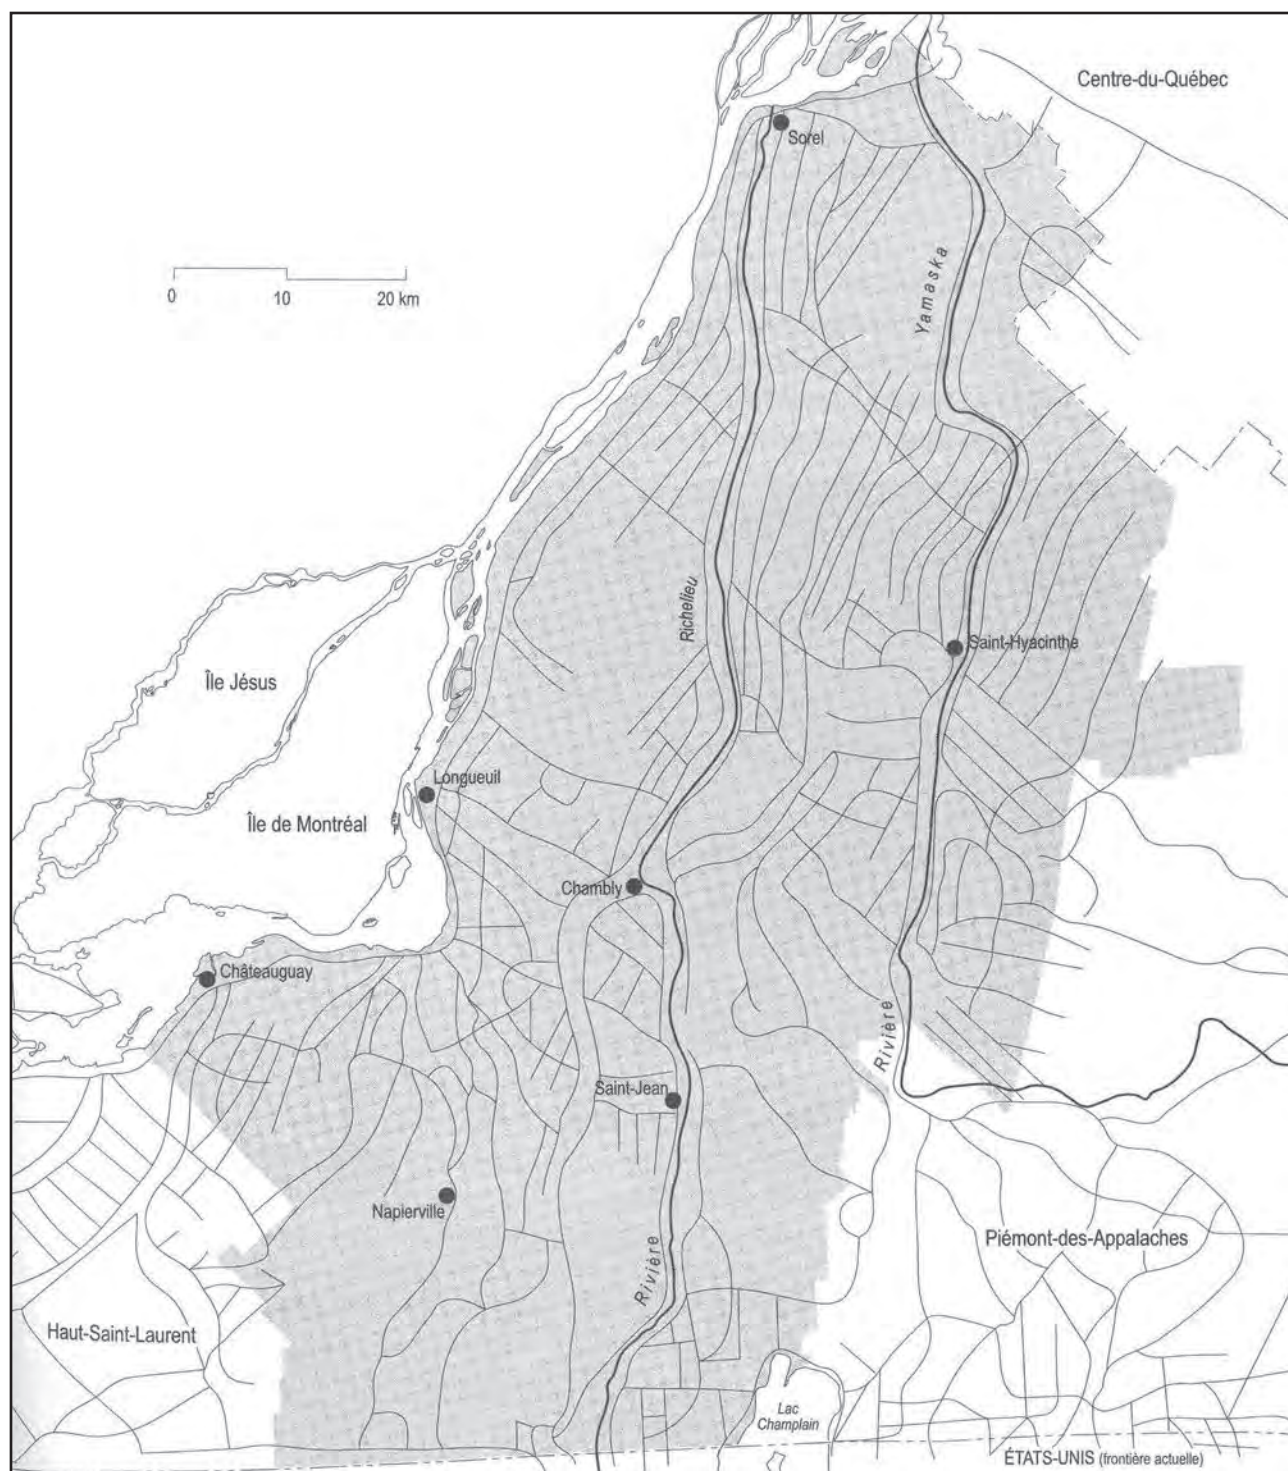 Centre-du-Québec
Sorel
Yamaska
0 10 20 km
Richelieu
Saint-Hyacinthe
Île Jésus
Longueuil
Île de Montréal
Chambly
Châteauguay
Rivière
Saint-Jean
Napierville
Piémont-des-Appalaches
Rivière
Haut-Saint-Laurent
Lac
Champlain
ÉTATS-UNIS (frontière actuelle)